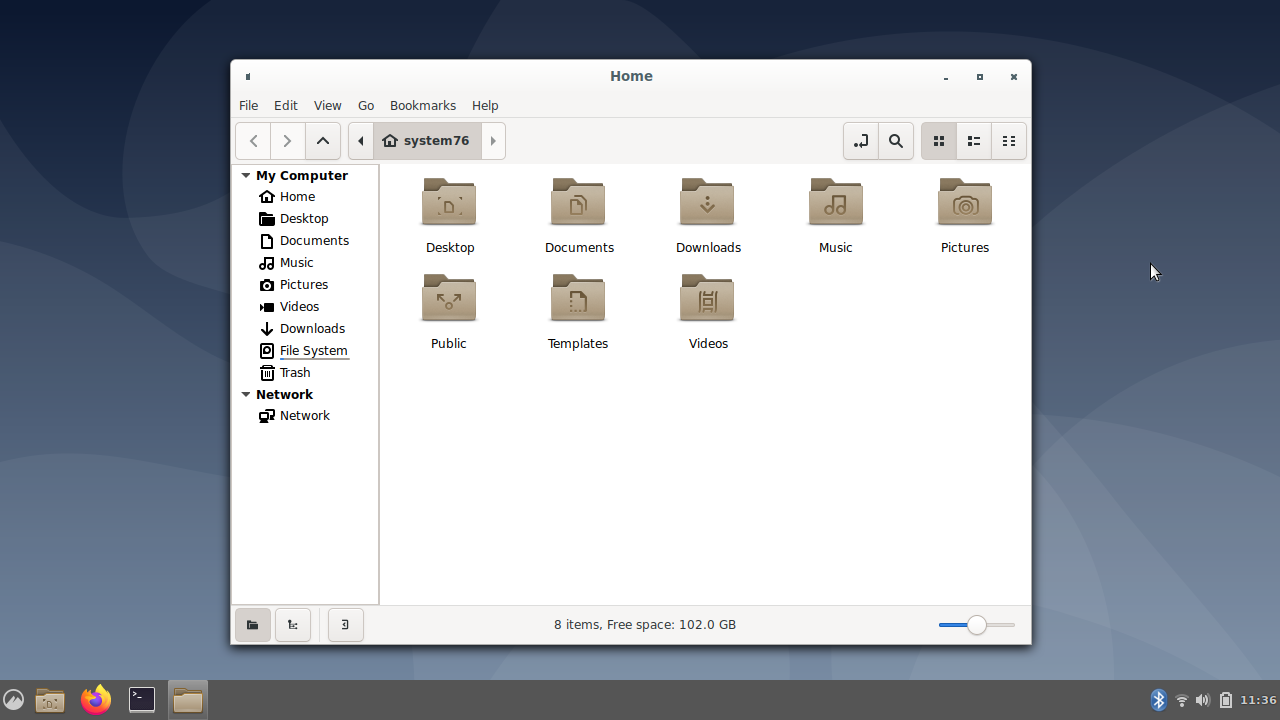 Home
File Edit View Go Bookmarks Help
system76
My Computer
Home
Desktop
Documents
Music
Pictures
Videos
Downloads
File System
Trash
Network
Network
Desktop Documents Downloads Music Pictures
Public Templates Videos
8 items, Free space: 102.0 GB
11:36